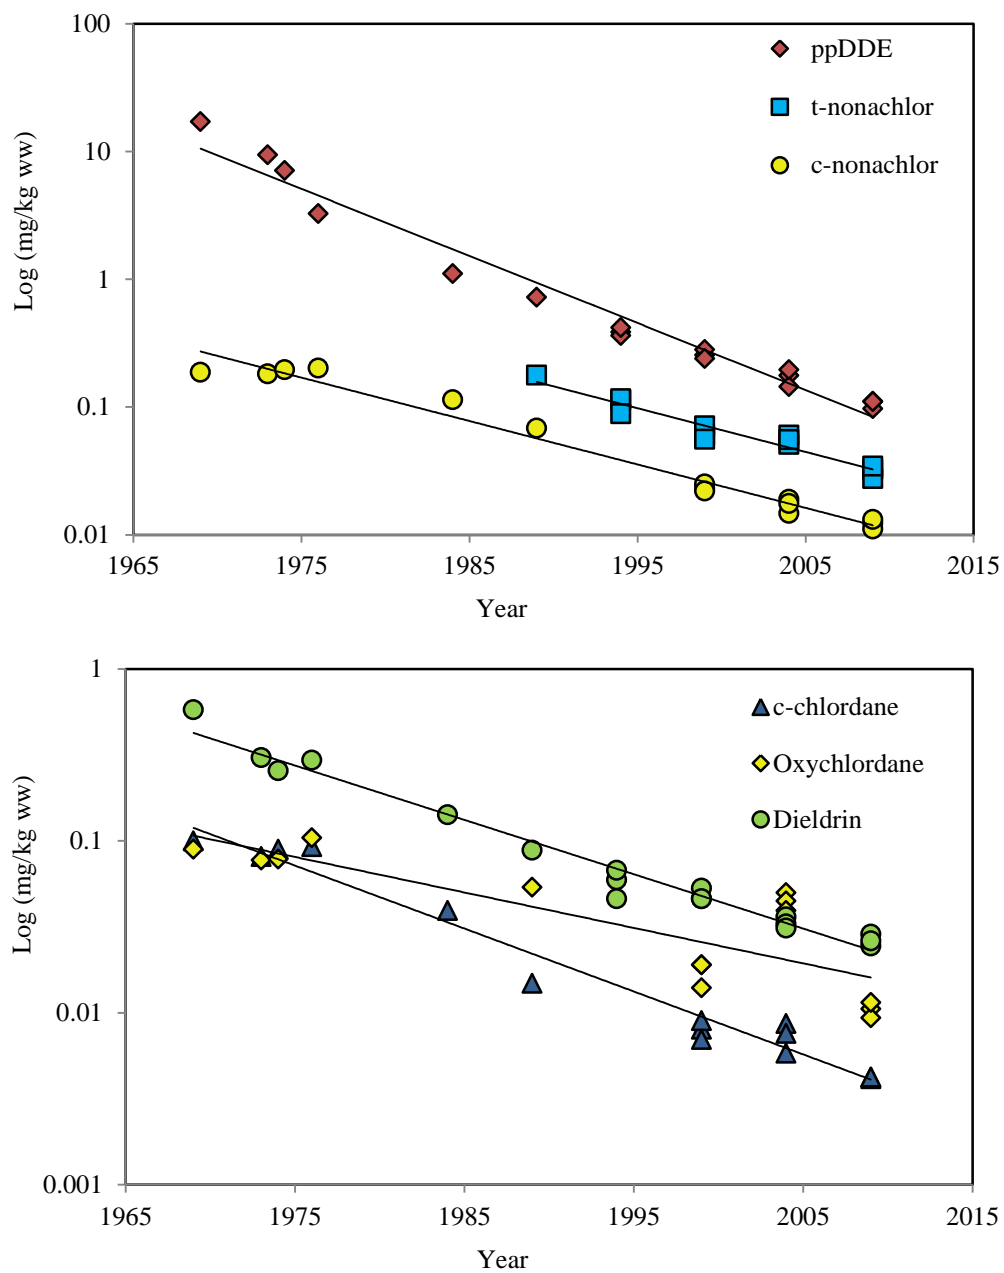 100
10
1
0.1
0.01
Log (mg/kg ww)
ppDDE
t-nonachlor
c-nonachlor
1965 1975 1985 1995 2005 2015
Year
1
0.1
0.01
0.001
Log (mg/kg ww)
c-chlordane
Oxychlordane
Dieldrin
1965 1975 1985 1995 2005 2015
Year